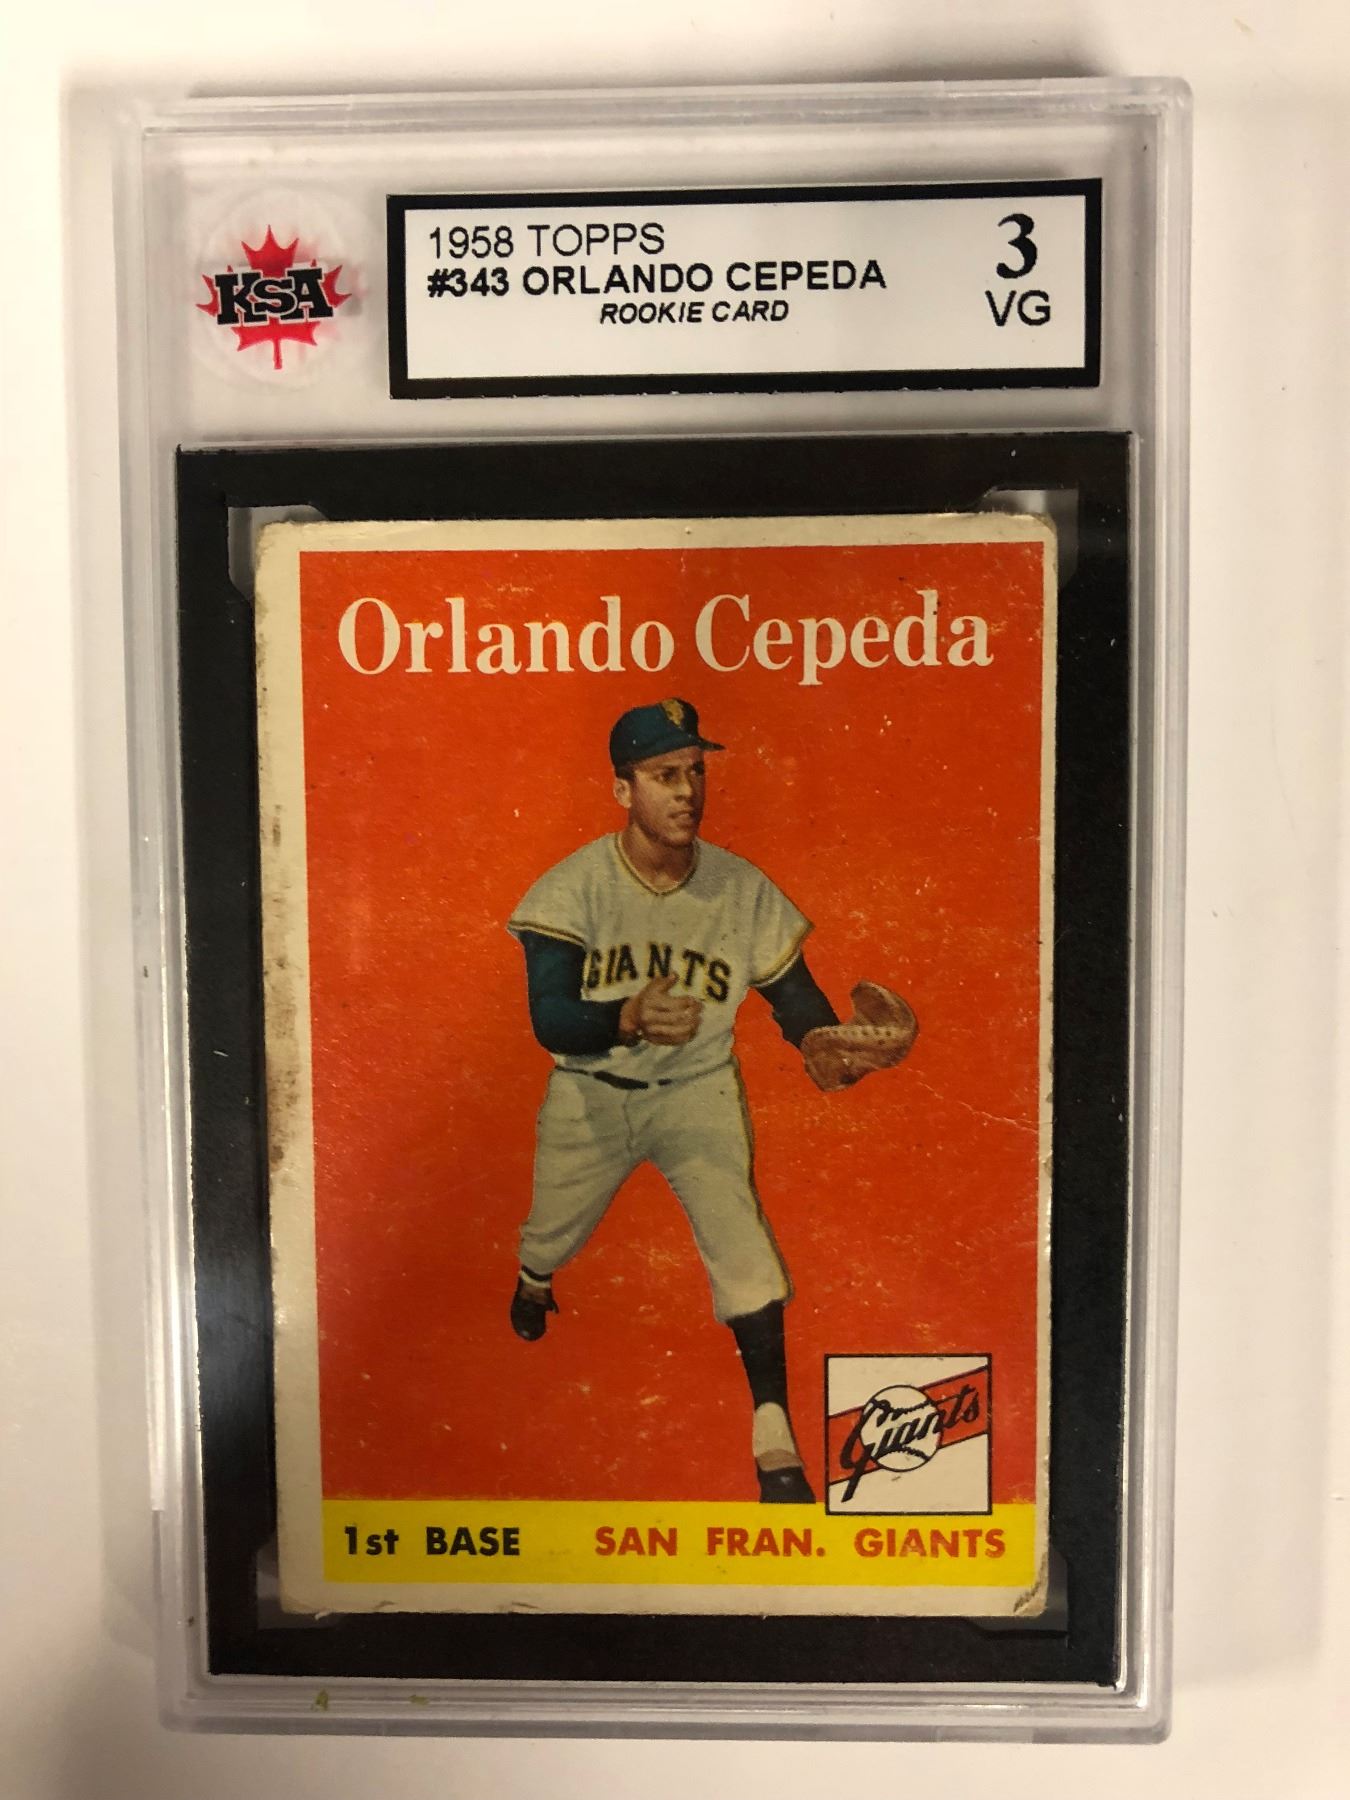 KSA
1958 TOPPS
#343 ORLANDO CEPEDA
ROOKIE CARD
3
VG
Orlando Cepeda
GIANTS
Giants
1st BASE SAN FRAN. GIANTS